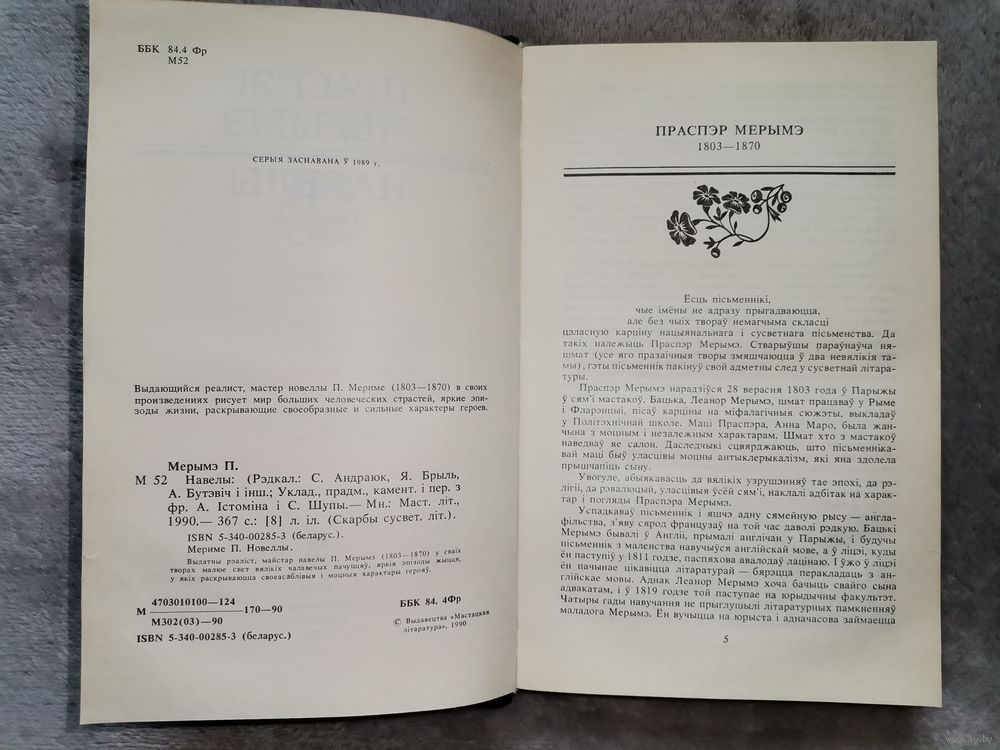 ББК 84.4 Фр
М52
СЕРЫЯ ЗАСНАВАНА Ў 1989 г.
Выдающийся реалист, мастер новеллы П. Мериме (1803—1870) в своих
произведениях рисует мир больших человеческих страстей, яркие эпи-
зоды жизни, раскрывающие своеобразные и сильные характеры героев.
Мерымэ П.
М 52 Навелы: (Рэдкал.: С. Андраюк, Я. Брыль,
А. Бутэвіч і інш.; Уклад., прадм., камент. і пер. з
фр. А. Істоміна і С. Шупы.— Мн.: Маст. літ.,
1990.— 367 с.: [8] л. іл. (Скарбы сусвет. літ.).
ISBN 5-340-00285-3 (беларус.).
Мериме П. Новеллы.
Выдатны рэаліст, майстар навелы П. Мерымэ (1803—1870) у сваіх
творах малюе свет вялікіх чалавечых пачуццяў, яркія эпізоды жыцця,
у якіх раскрываюцца своеасаблівыя і моцныя характары герояў.
М 4703010100—124
М302(03)—90 170—90
ББК 84. 4Фр
ISBN 5-340-00285-3 (беларус.)
© Выдавецтва «Мастацкая
літаратура», 1990
ПРАСПЭР МЕРЫМЭ
1803—1870
Ёсць пісьменнікі,
чые імёны не адразу прыгадваюцца,
але без чыіх твораў немагчыма скласці
цэласную карціну нацыянальнага і сусветнага пісьменства. Да
такіх належыць Праспэр Мерымэ. Стварыўшы параўнаўча ня-
шмат (усе яго празаічныя творы змяшчаюцца ў два невялікія та-
мы), гэты пісьменнік пакінуў свой адметны след у сусветнай літара-
туры.
Праспэр Мерымэ нарадзіўся 28 верасня 1803 года ў Парыжы
ў сям'і мастакоў. Бацька, Леанор Мерымэ, шмат працаваў у Рыме
і Фларэнцыі, пісаў карціны на міфалагічныя сюжэты, выкладаў
у Політэхнічнай школе. Маці Праспэра, Анна Маро, была жан-
чына з моцным і незалежным характарам. Шмат хто з мастакоў
наведваў яе салон. Даследчыкі сцвярджаюць, што пісьменніка-
вай маці быў уласцівы моцны антыклерыкалізм, які яна здолела
прышчапіць сыну.
Увогуле, абыякавасць да вялікіх узрушэнняў тае эпохі, да рэ-
лігіі, да рэвалюцый, уласцівыя ўсёй сям'і, наклалі адбітак на харак-
тар і погляды Праспэра Мерымэ.
Успадкаваў пісьменнік і яшчэ адну сямейную рысу — англа-
фільства, з'яву сярод французаў на той час даволі рэдкую. Бацькі
Мерымэ бывалі ў Англіі, прымалі англічан у Парыжы, і будучы
пісьменнік з маленства навучыўся англійскай мове, а ў ліцэі, куды
ён паступіў у 1811 годзе, паспяхова авалодаў лацінаю. І ўжо ў ліцэі
ён пачынае цікавіцца літаратурай — бярэцца перакладаць з ан-
глійскае мовы. Аднак Леанор Мерымэ хоча бачыць свайго сына
адвакатам, і ў 1819 годзе той паступае на юрыдычны факультэт.
Чатыры гады навучання не прыглушылі літаратурных памкненняў
маладога Мерымэ. Ён вучыцца на юрыста і адначасова займаецца
5
www.ay.by